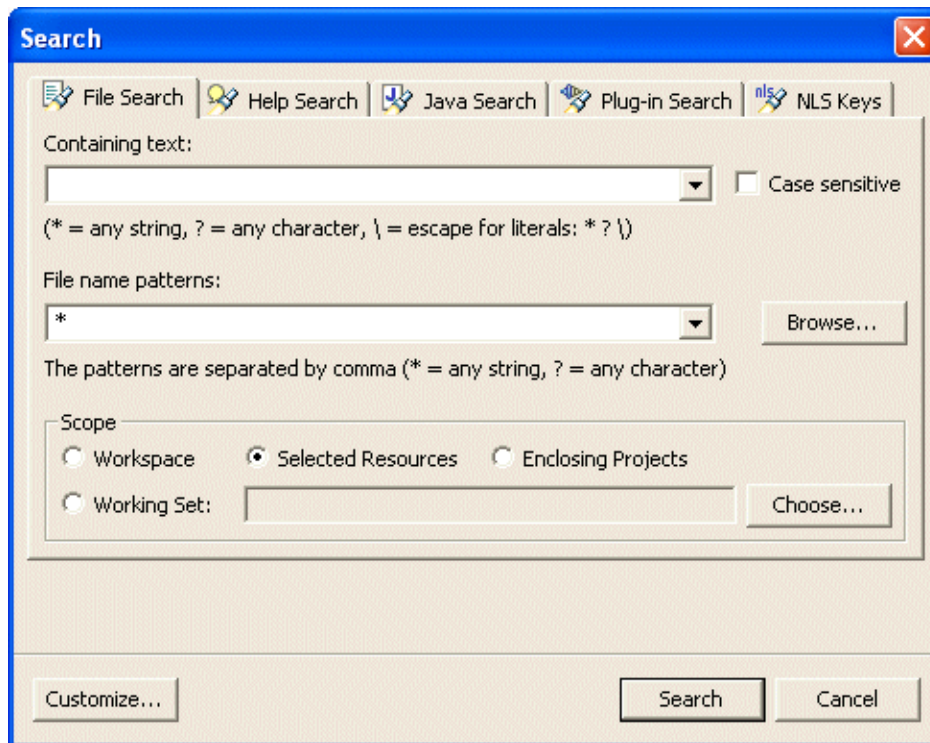 Search
File Search Help Search Java Search Plug-in Search nls NLS Keys
Containing text:
Case sensitive
(* = any string, ? = any character, \ = escape for literals: * ? \)
File name patterns:
* Browse...
The patterns are separated by comma (* = any string, ? = any character)
Scope
Workspace Selected Resources Enclosing Projects
Working Set: Choose...
Customize... Search Cancel